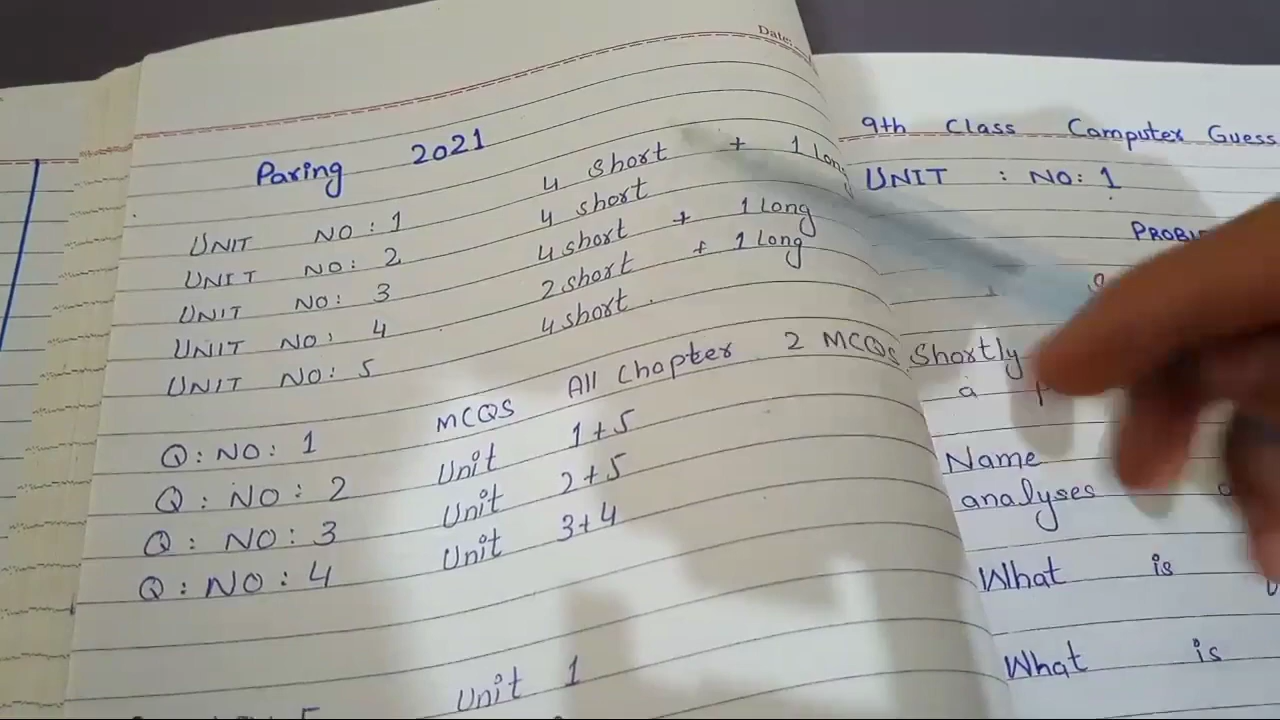 Date:
Paring 2021
UNIT NO: 1 4 short + 1 Long
UNIT NO: 2 4 short
UNIT NO: 3 4 short + 1 Long
UNIT NO: 4 2 short + 1 Long
UNIT NO: 5 4 short.
Q: NO: 1 MCQS All Chapter 2 MCQS
Q: NO: 2 Unit 1+5
Q: NO: 3 Unit 2+5
Q: NO: 4 Unit 3+4
Unit 1
9th Class Computer Guess
UNIT : NO: 1
Shortly
a
Name
analyses
What is
What is